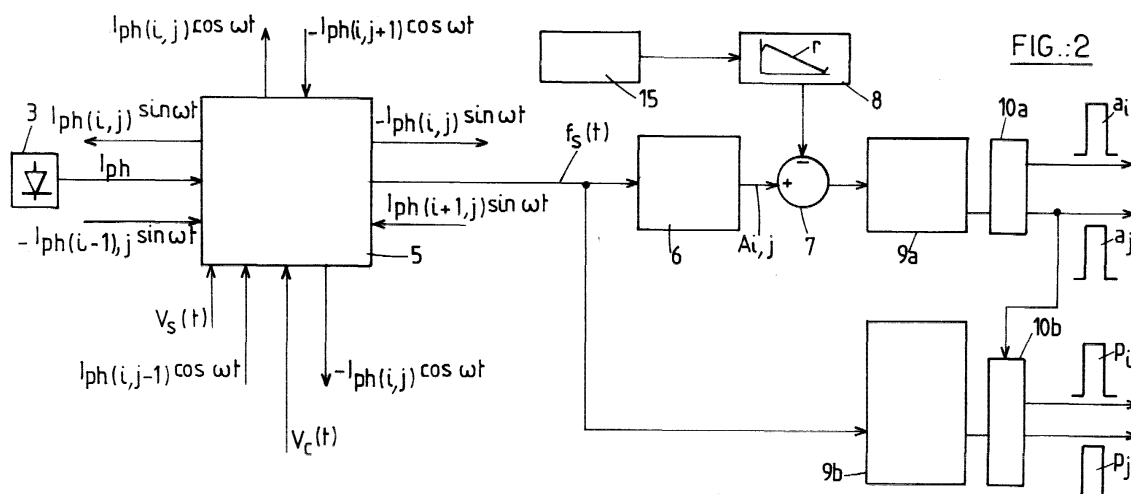 Iph(i,j)cos ωt
-Iph(i,j+1)cos ωt
FIG.:2
r
15
8
3
Iph(i,j) sin ωt
-Iph(i,j) sin ωt
fs(t)
10a
ai
Iph
+
-
Iph(i+1,j) sin ωt
-Iph(i-1),j sin ωt
5
6
Ai,j
7
9a
aj
Vs(t)
10b
Iph(i,j-1) cos ωt
-Iph(i,j) cos ωt
pi
Vc(t)
9b
pj